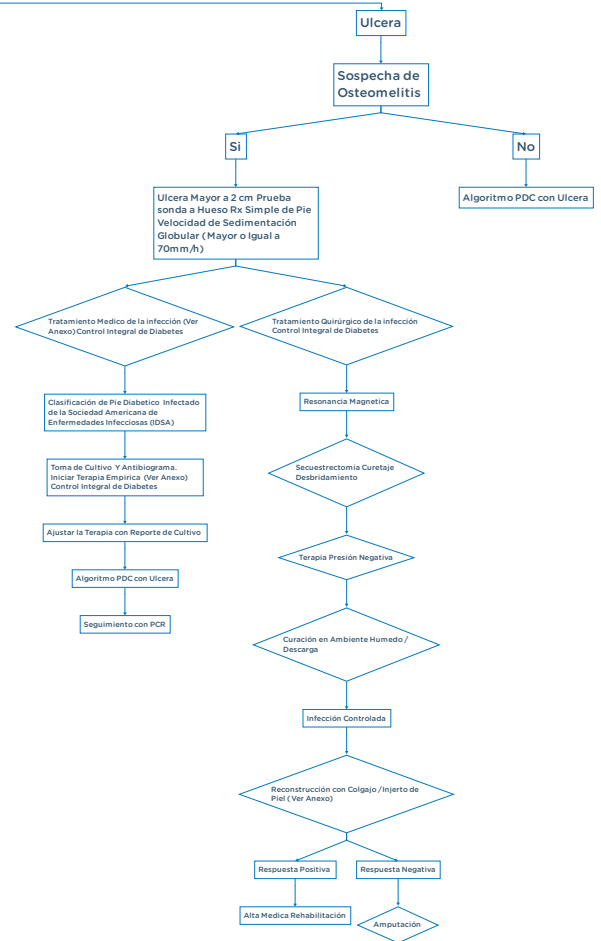 Ulcera
Sospecha de
Osteomelitis
Si
No
Ulcera Mayor a 2 cm Prueba
sonda a Hueso Rx Simple de Pie
Velocidad de Sedimentación
Globular (Mayor o Igual a
70mm/h)
Algoritmo PDC con Ulcera
Tratamiento Medico de la infección (Ver
Anexo) Control Integral de Diabetes
Tratamiento Quirúrgico de la infección
Control Integral de Diabetes
Clasificación de Pie Diabetico Infectado
de la Sociedad Americana de
Enfermedades Infecciosas (IDSA)
Resonancia Magnetica
Toma de Cultivo Y Antibiograma.
Iniciar Terapia Empirica (Ver Anexo)
Control Integral de Diabetes
Secuestrectomia Curetaje
Desbridamiento
Ajustar la Terapia con Reporte de Cultivo
Terapia Presión Negativa
Algoritmo PDC con Ulcera
Seguimiento con PCR
Curación en Ambiente Humedo /
Descarga
Infección Controlada
Reconstrucción con Colgajo /Injerto de
Piel (Ver Anexo)
Respuesta Positiva
Respuesta Negativa
Alta Medica Rehabilitación
Amputación